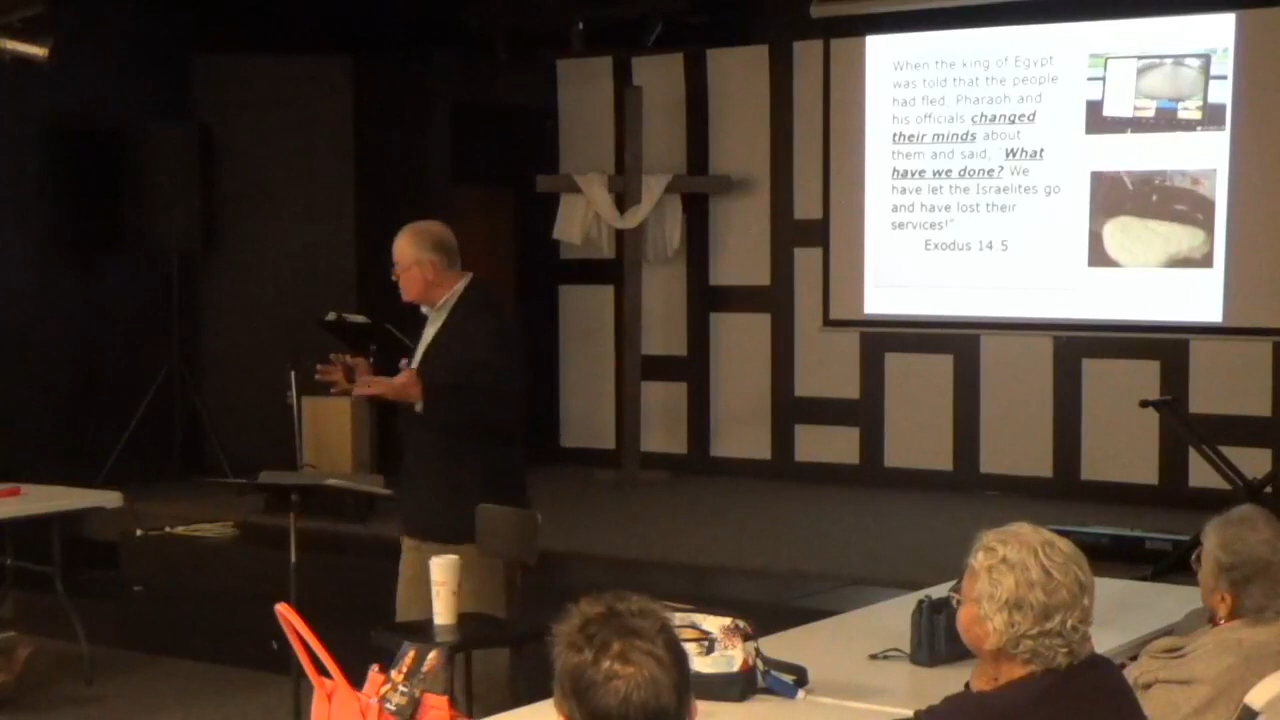 When the king of Egypt
was told that the people
had fled, Pharaoh and
his officials changed
their minds about
them and said, "What
have we done? We
have let the Israelites go
and have lost their
services!"
Exodus 14:5